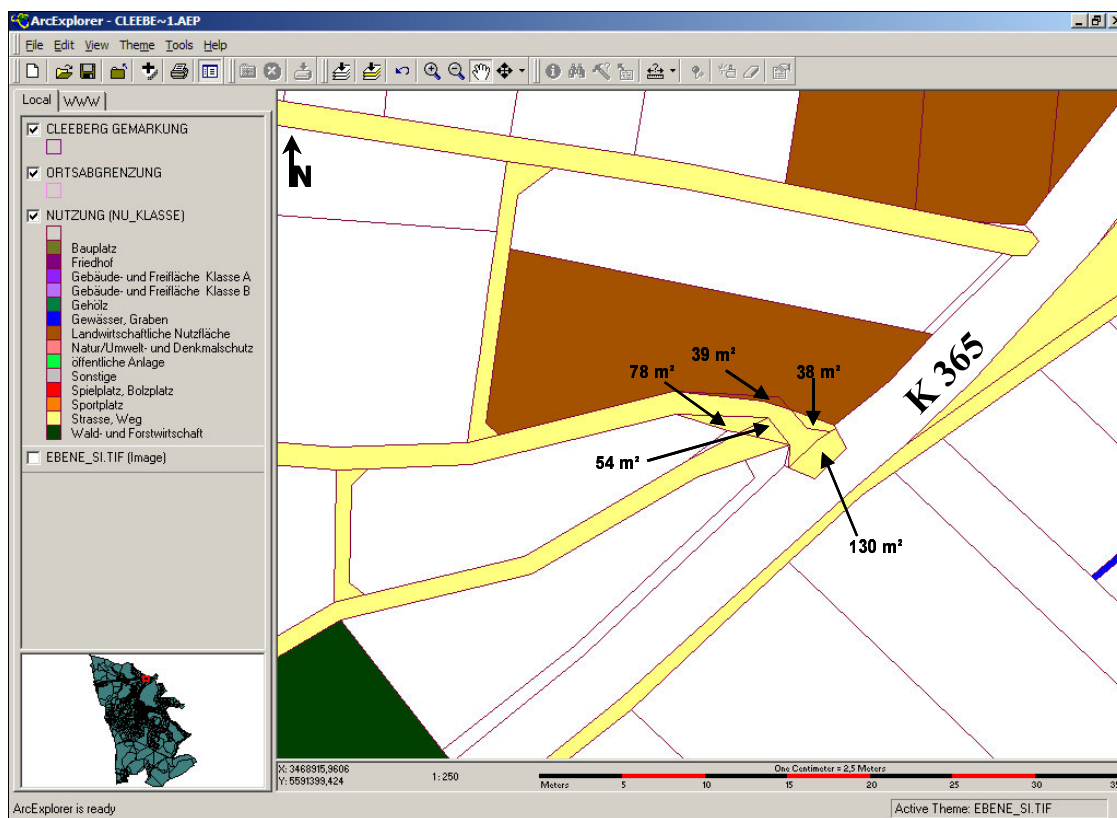 ArcExplorer - CLEEBE~1.AEP
File Edit View Theme Tools Help
Local WWW
CLEEBERG GEMARKUNG
ORTSABGRENZUNG
NUTZUNG (NU_KLASSE)
Bauplatz
Friedhof
Gebäude- und Freifläche Klasse A
Gebäude- und Freifläche Klasse B
Gehölz
Gewässer, Graben
Landwirtschaftliche Nutzfläche
Natur/Umwelt- und Denkmalschutz
öffentliche Anlage
Sonstige
Spielplatz, Bolzplatz
Sportplatz
Strasse, Weg
Wald- und Forstwirtschaft
EBENE_SI.TIF (Image)
N
39 m²
78 m²
38 m²
K 365
54 m²
130 m²
X: 3468915,9606
Y: 5591399,424
1: 250
One Centimeter = 2,5 Meters
Meters 5 10 15 20 25 30 35
ArcExplorer is ready
Active Theme: EBENE_SI.TIF